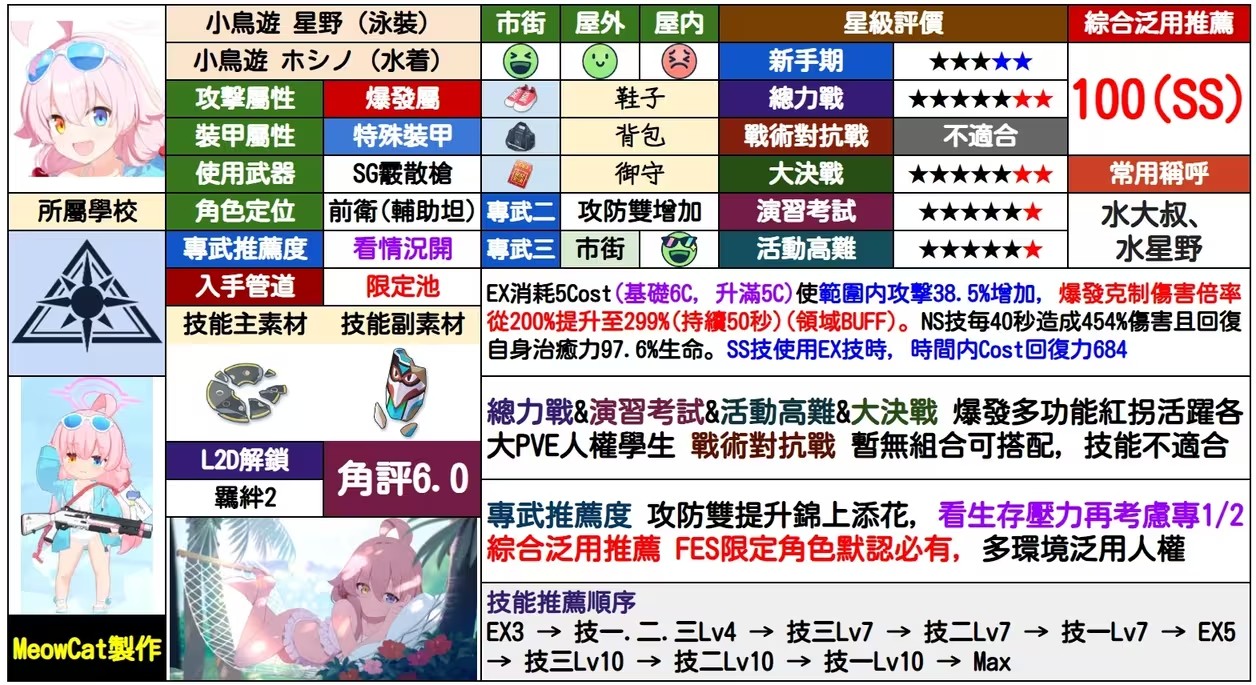 小鳥遊 星野（泳裝）
小鳥遊 ホシノ（水着）
攻擊屬性 爆發屬
裝甲屬性 特殊裝甲
使用武器 SG霰散槍
所屬學校
角色定位 前衛(輔助坦)
專武推薦度 看情況開
入手管道 限定池
技能主素材 技能副素材
L2D解鎖
羈絆2
角評6.0
MeowCat製作
市街 屋外 屋内
鞋子
背包
御守
專武二 攻防雙增加
專武三 市街
星級評價
新手期 ★★★★★
總力戰 ★★★★★★★
戰術對抗戰 不適合
大決戰 ★★★★★★★
演習考試 ★★★★★★
活動高難 ★★★★★★
綜合泛用推薦
100(SS)
常用稱呼
水大叔、
水星野
EX消耗5Cost(基礎6C, 升滿5C)使範圍内攻擊38.5%增加, 爆發克制傷害倍率
從200%提升至299%(持續50秒)(領域BUFF)。NS技每40秒造成454%傷害且回復
自身治癒力97.6%生命。SS技使用EX技時, 時間内Cost回復力684
總力戰&演習考試&活動高難&大決戰 爆發多功能紅拐活躍各
大PVE人權學生 戰術對抗戰 暫無組合可搭配, 技能不適合
專武推薦度 攻防雙提升錦上添花, 看生存壓力再考慮專1/2
綜合泛用推薦 FES限定角色默認必有, 多環境泛用人權
技能推薦順序
EX3 → 技一.二.三Lv4 → 技三Lv7 → 技二Lv7 → 技一Lv7 → EX5
→ 技三Lv10 → 技二Lv10 → 技一Lv10 → Max